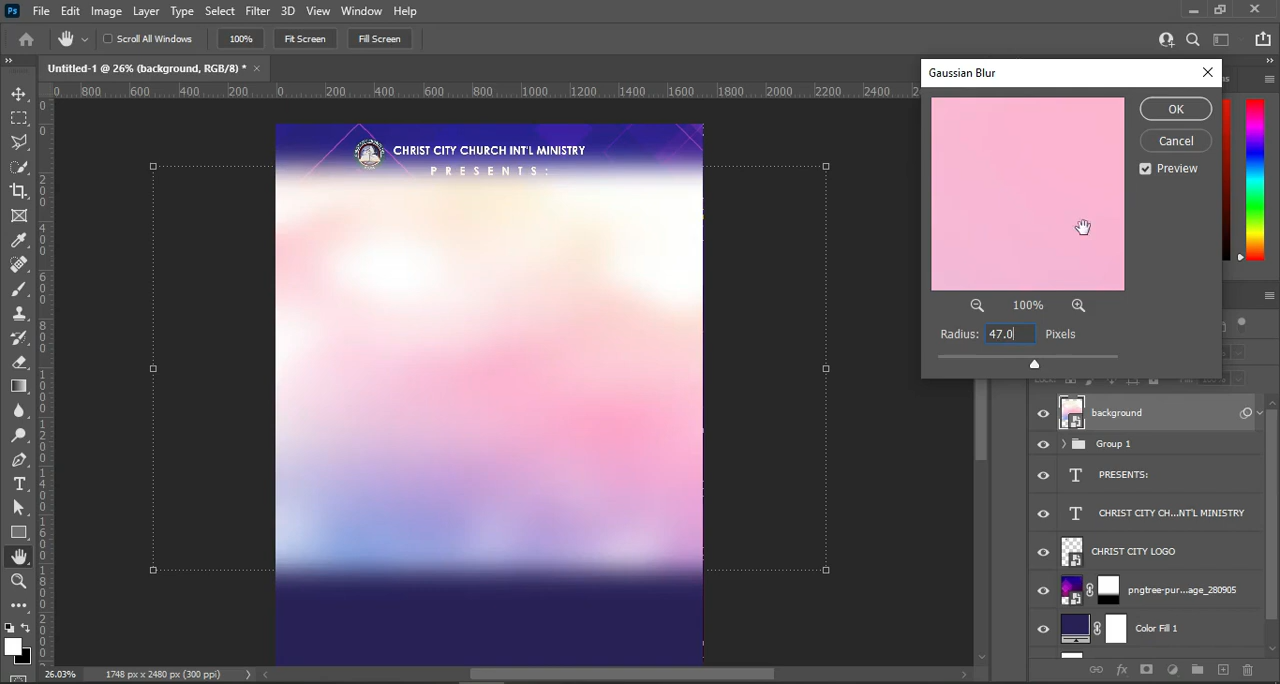 Ps File Edit Image Layer Type Select Filter 3D View Window Help
Scroll All Windows 100% Fit Screen Fill Screen
Untitled-1 @ 26% (background, RGB/8) *
800 600 400 200 0 200 400 600 800 1000 1200 1400 1600 1800 2000 2200 2400 2600
CHRIST CITY CHURCH INT'L MINISTRY
PRESENTS:
Gaussian Blur
OK
Cancel
Preview
100%
Radius: 47.0 Pixels
background
Group 1
T PRESENTS:
T CHRIST CITY CH...NT'L MINISTRY
CHRIST CITY LOGO
pngtree-pur...age_280905
Color Fill 1
26.03% 1748 px x 2480 px (300 ppi)
fx